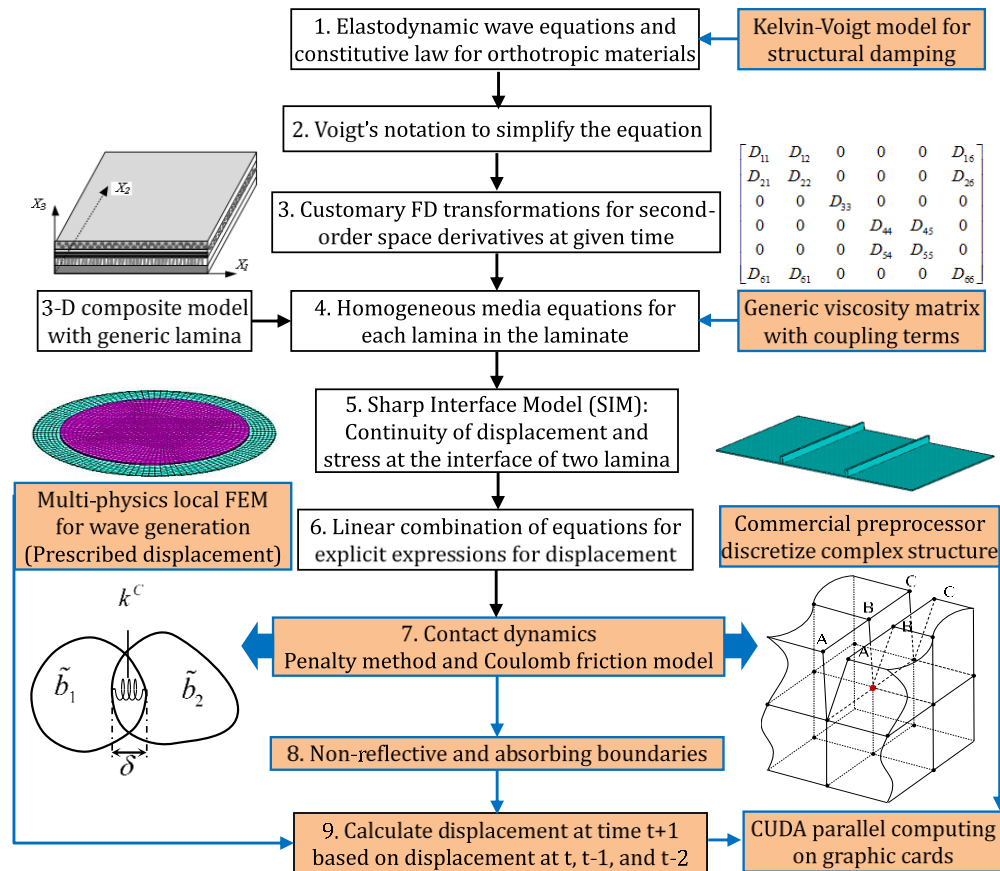 1. Elastodynamic wave equations and
constitutive law for orthotropic materials
Kelvin-Voigt model for
structural damping
2. Voigt's notation to simplify the equation
X3
X2
X1
3. Customary FD transformations for second-
order space derivatives at given time
D11 D12 0 0 0 D16
D21 D22 0 0 0 D26
0 0 D33 0 0 0
0 0 0 D44 D45 0
0 0 0 D54 D55 0
D61 D61 0 0 0 D66
3-D composite model
with generic lamina
4. Homogeneous media equations for
each lamina in the laminate
Generic viscosity matrix
with coupling terms
5. Sharp Interface Model (SIM):
Continuity of displacement and
stress at the interface of two lamina
Multi-physics local FEM
for wave generation
(Prescribed displacement)
6. Linear combination of equations for
explicit expressions for displacement
Commercial preprocessor
discretize complex structure
k^C
b̃1
b̃2
δ
7. Contact dynamics
Penalty method and Coulomb friction model
C
C
B
B
A
A
8. Non-reflective and absorbing boundaries
9. Calculate displacement at time t+1
based on displacement at t, t-1, and t-2
CUDA parallel computing
on graphic cards